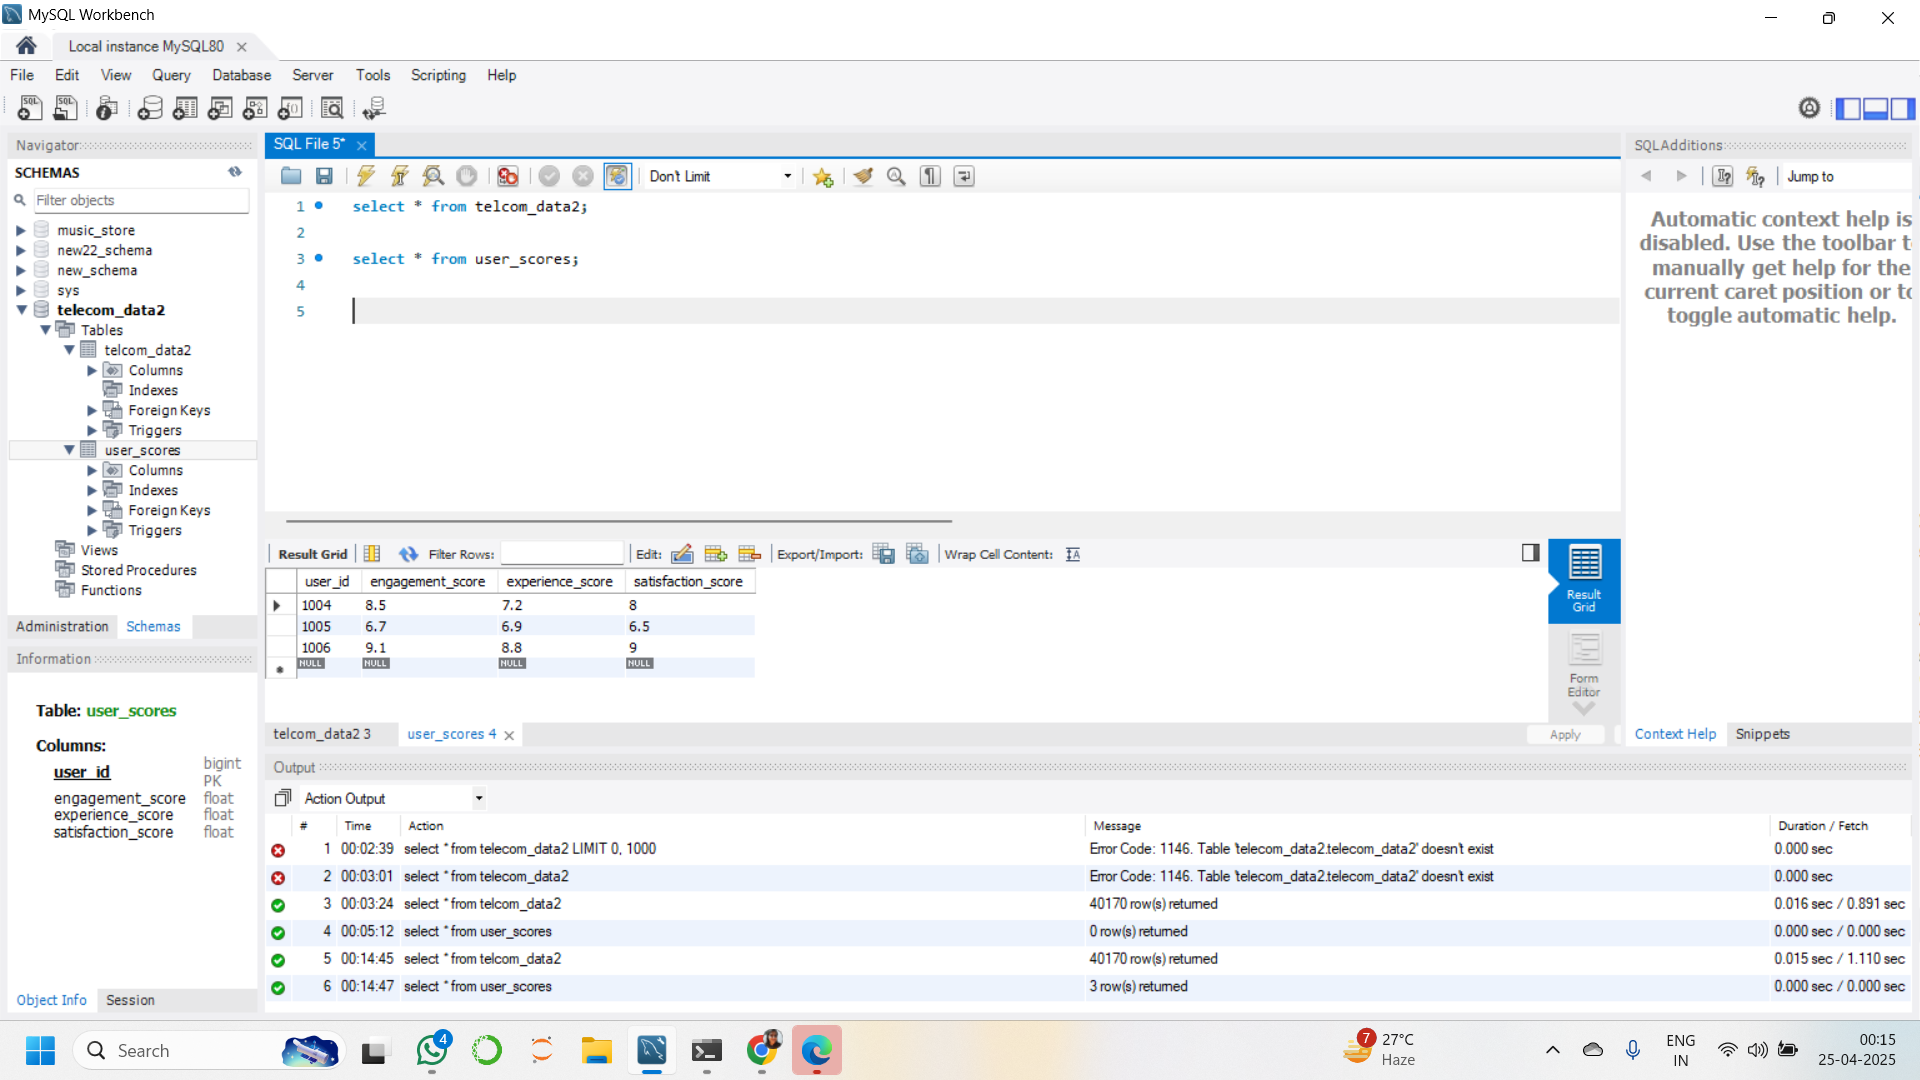 MySQL Workbench
Local instance MySQL80
File Edit View Query Database Server Tools Scripting Help
Navigator
SCHEMAS
Filter objects
music_store
new22_schema
new_schema
sys
telecom_data2
Tables
telcom_data2
Columns
Indexes
Foreign Keys
Triggers
user_scores
Columns
Indexes
Foreign Keys
Triggers
Views
Stored Procedures
Functions
Administration Schemas
Information
Table: user_scores
Columns:
user_id bigint PK
engagement_score float
experience_score float
satisfaction_score float
Object Info Session
SQL File 5*
Don't Limit
1 select * from telcom_data2;
2
3 select * from user_scores;
4
5
Result Grid Filter Rows: Edit: Export/Import: Wrap Cell Content:
user_id engagement_score experience_score satisfaction_score
1004 8.5 7.2 8
1005 6.7 6.9 6.5
1006 9.1 8.8 9
NULL NULL NULL NULL
Result Grid
Form Editor
telcom_data2 3 user_scores 4 Apply
SQLAdditions
Jump to
Automatic context help is
disabled. Use the toolbar t
manually get help for the
current caret position or to
toggle automatic help.
Context Help Snippets
Output
Action Output
# Time Action Message Duration / Fetch
1 00:02:39 select * from telecom_data2 LIMIT 0, 1000 Error Code: 1146. Table 'telecom_data2.telecom_data2' doesn't exist 0.000 sec
2 00:03:01 select * from telecom_data2 Error Code: 1146. Table 'telecom_data2.telecom_data2' doesn't exist 0.000 sec
3 00:03:24 select * from telcom_data2 40170 row(s) returned 0.016 sec / 0.891 sec
4 00:05:12 select * from user_scores 0 row(s) returned 0.000 sec / 0.000 sec
5 00:14:45 select * from telcom_data2 40170 row(s) returned 0.015 sec / 1.110 sec
6 00:14:47 select * from user_scores 3 row(s) returned 0.000 sec / 0.000 sec
Search
4
7
27°C
Haze
ENG
IN
00:15
25-04-2025